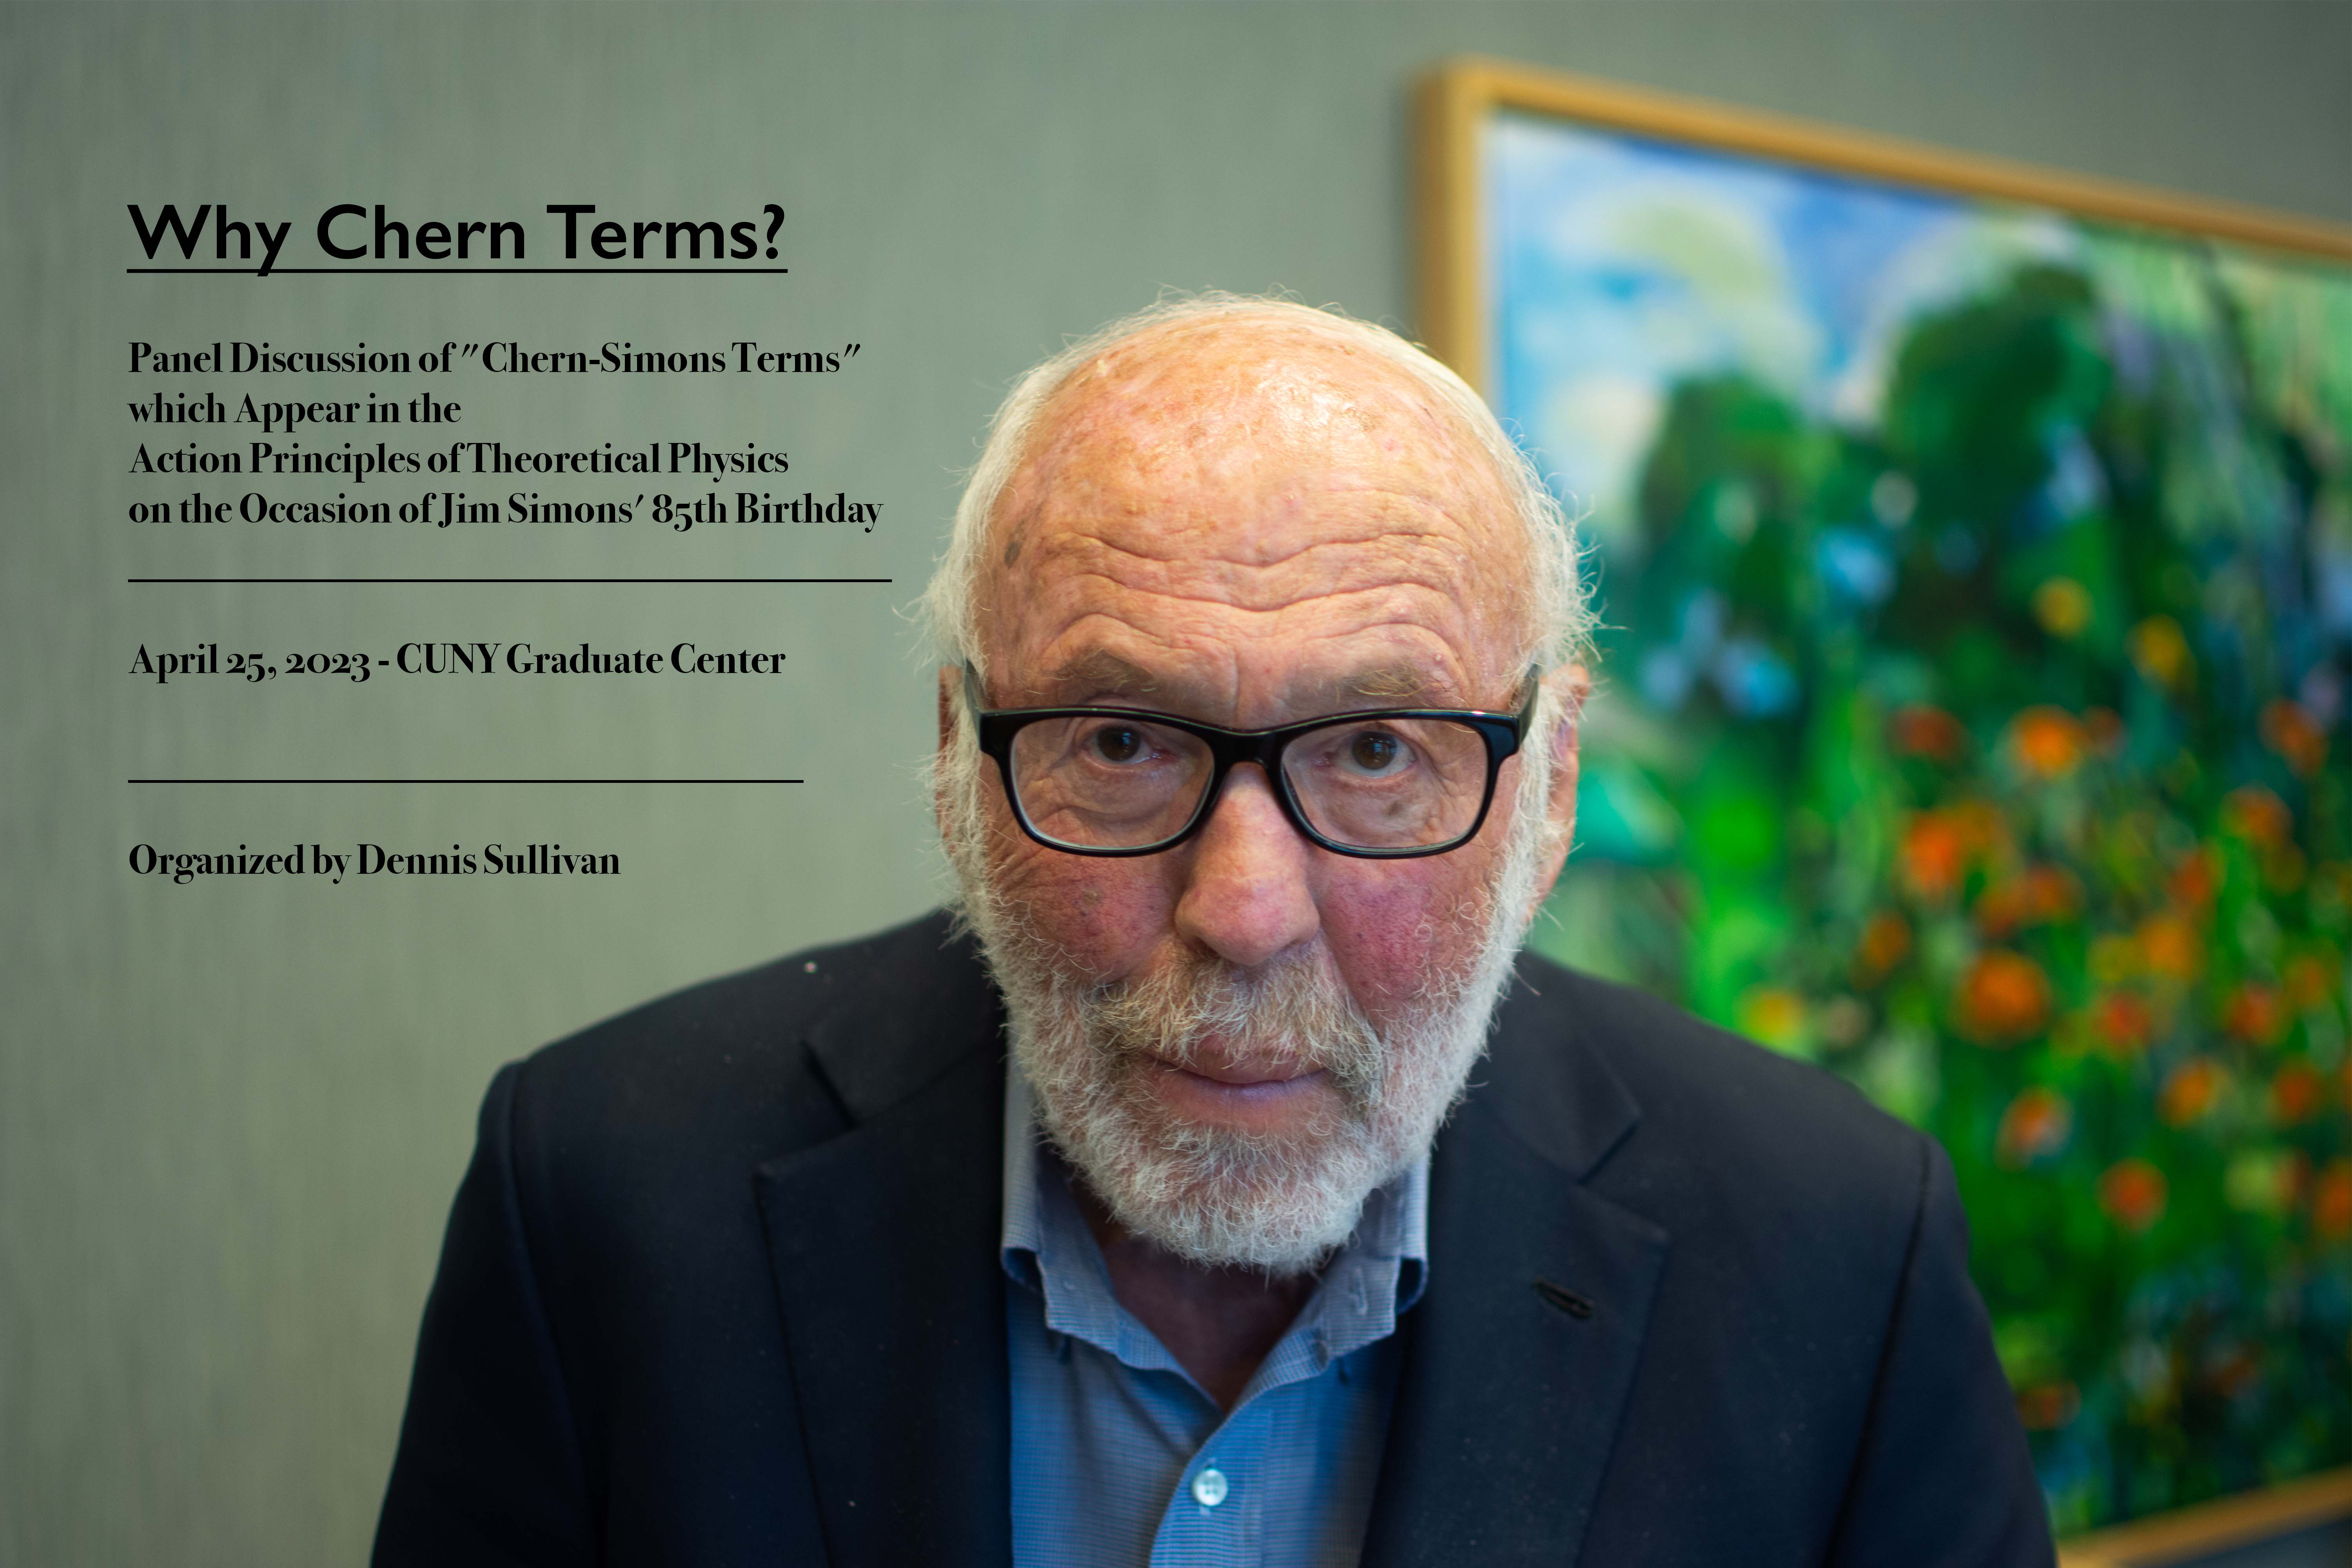 Why Chern Terms?
Panel Discussion of "Chern-Simons Terms"
which Appear in the
Action Principles of Theoretical Physics
on the Occasion of Jim Simons' 85th Birthday
April 25, 2023 - CUNY Graduate Center
Organized by Dennis Sullivan